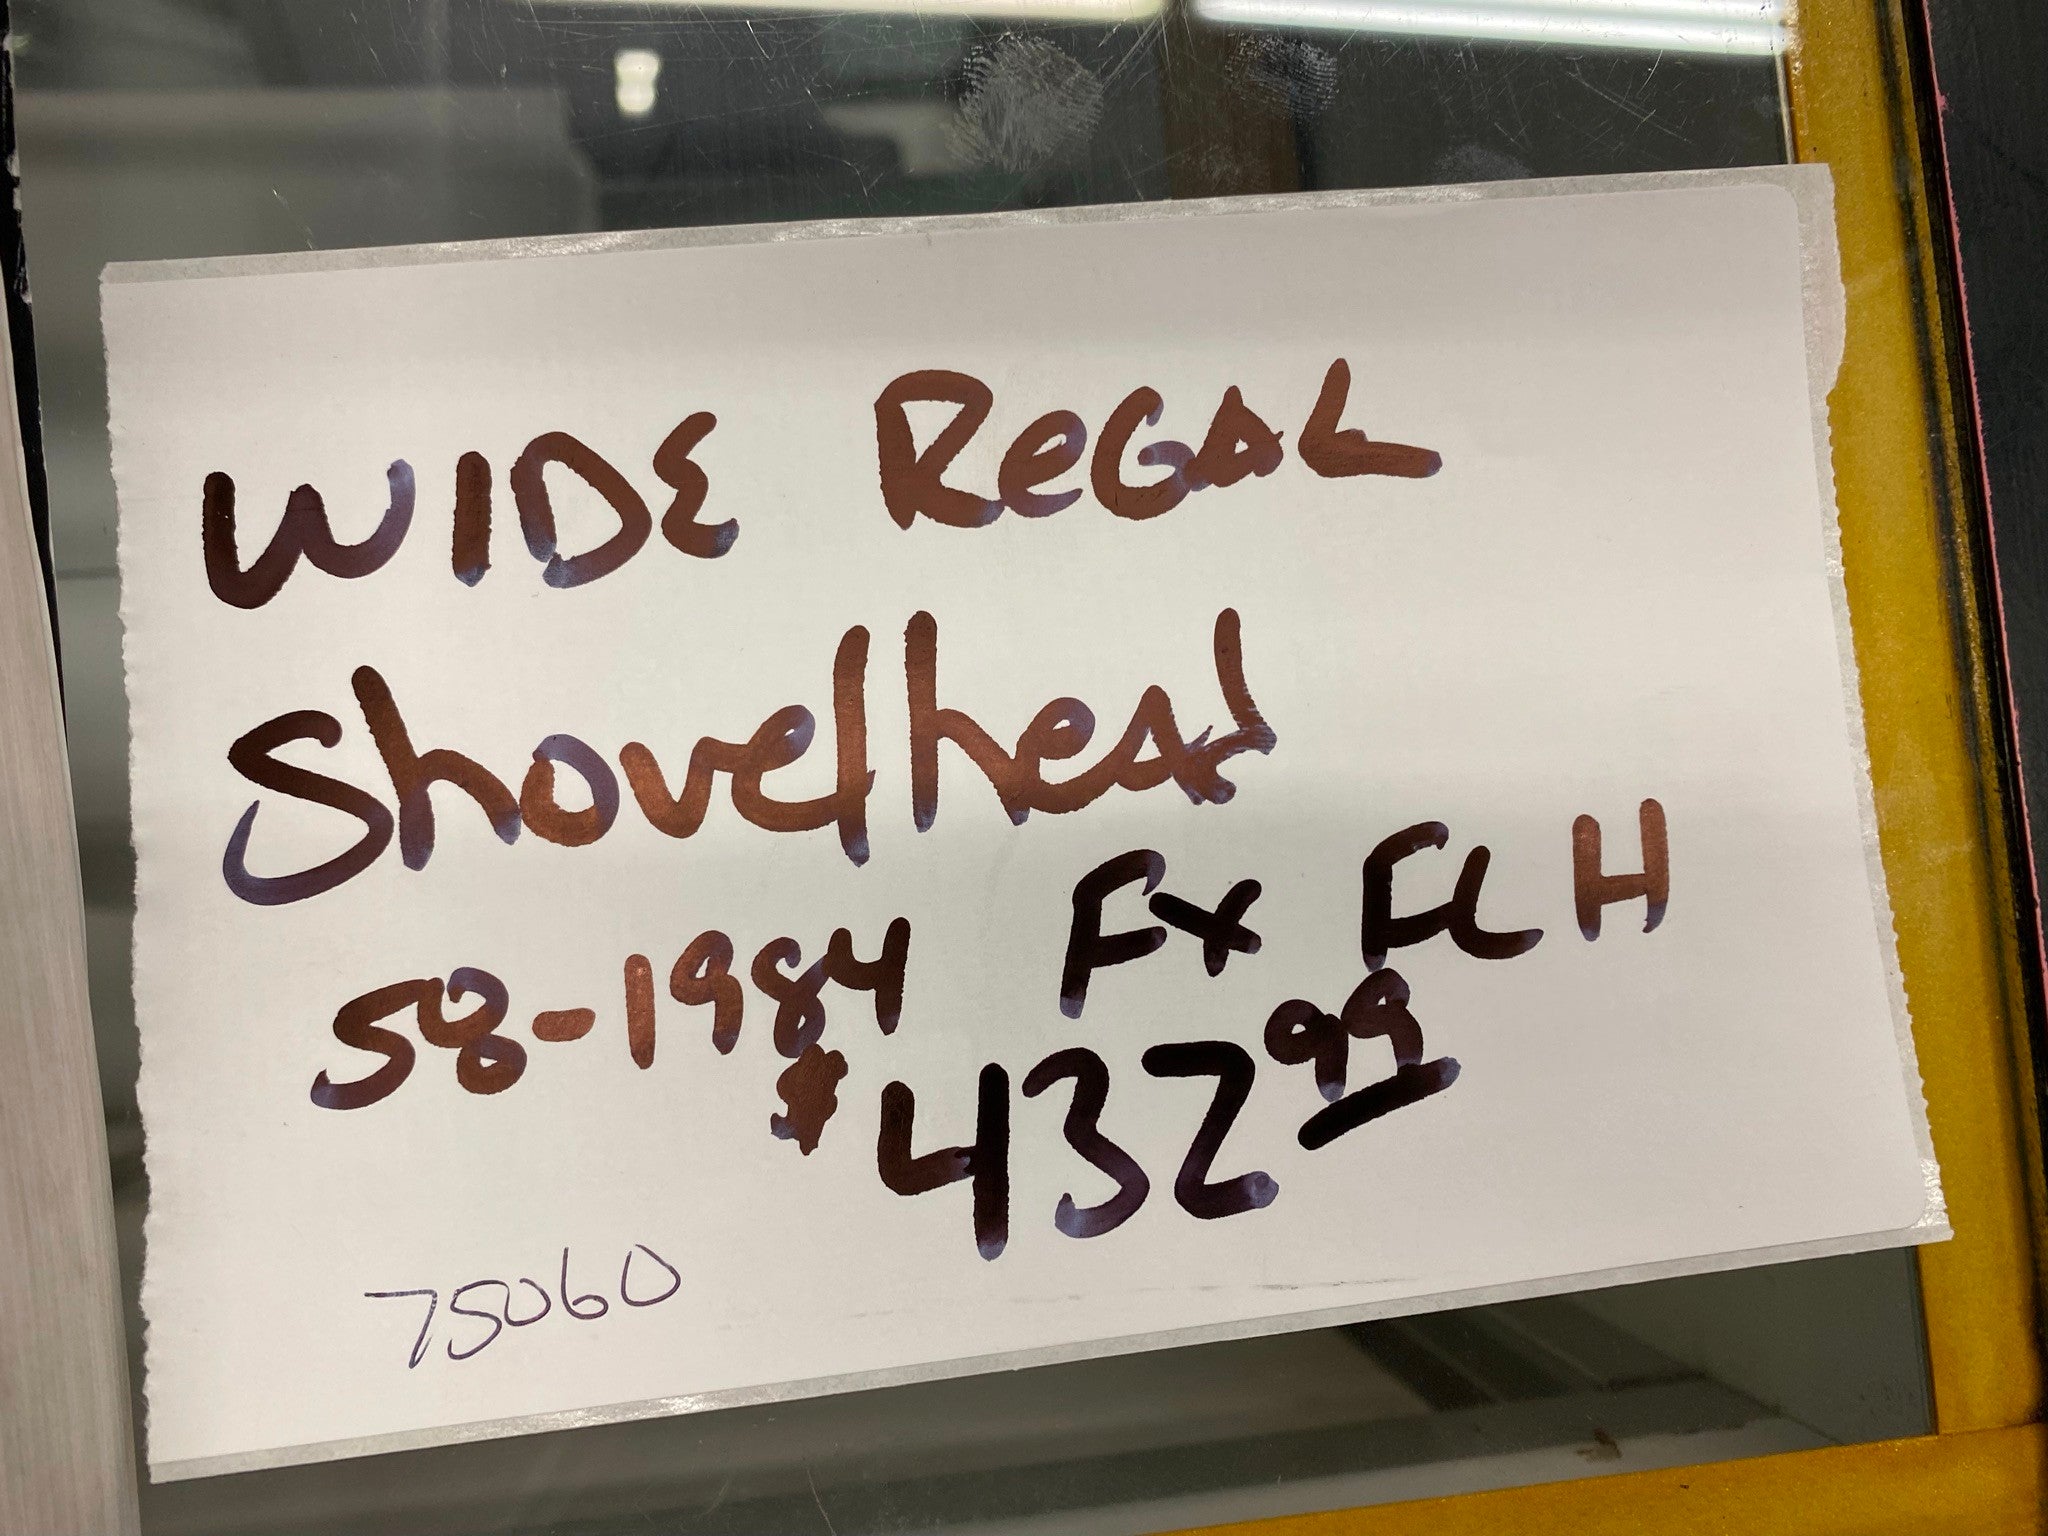 WIDE ReGAL
Shovelhead
58-1984 FX FLH
$432.99
75060